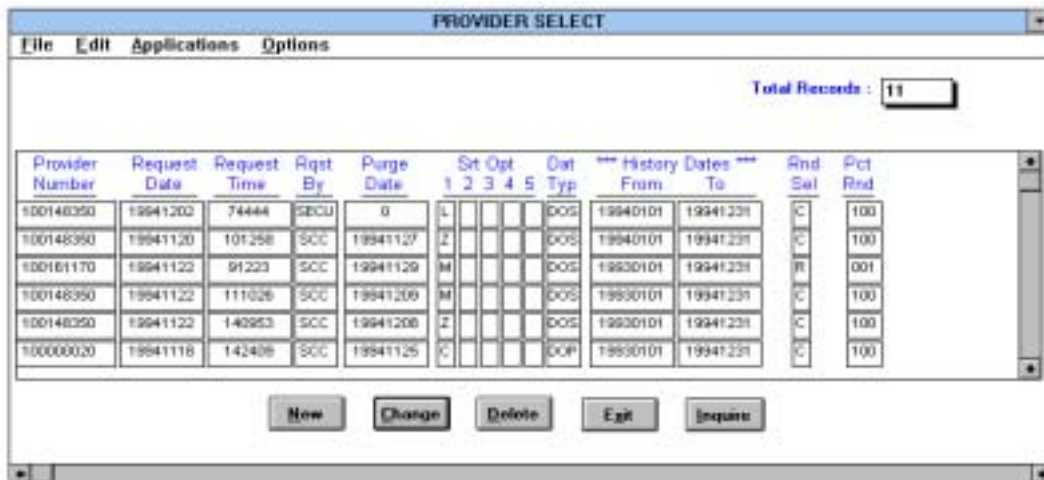 PROVIDER SELECT
File Edit Applications Options
Total Records : 11
Provider Request Request Rqst Purge Srt Opt Dat *** History Dates *** Rnd Pct
Number Date Time By Date 1 2 3 4 5 Typ From To Sel Rnd
100148350 19941202 74444 SECU 0 L DOS 19940101 19941231 C 100
100148350 19941120 101258 SCC 19941127 Z DOS 19940101 19941231 C 100
100161170 19941122 91223 SCC 19941129 M DOS 19930101 19941231 R 001
100148350 19941122 111026 SCC 19941209 M DOS 19930101 19941231 C 100
100148350 19941122 140953 SCC 19941208 Z DOS 19930101 19941231 C 100
100000020 19941118 142409 SCC 19941125 C DOP 19930101 19941231 C 100
New Change Delete Exit Inquire